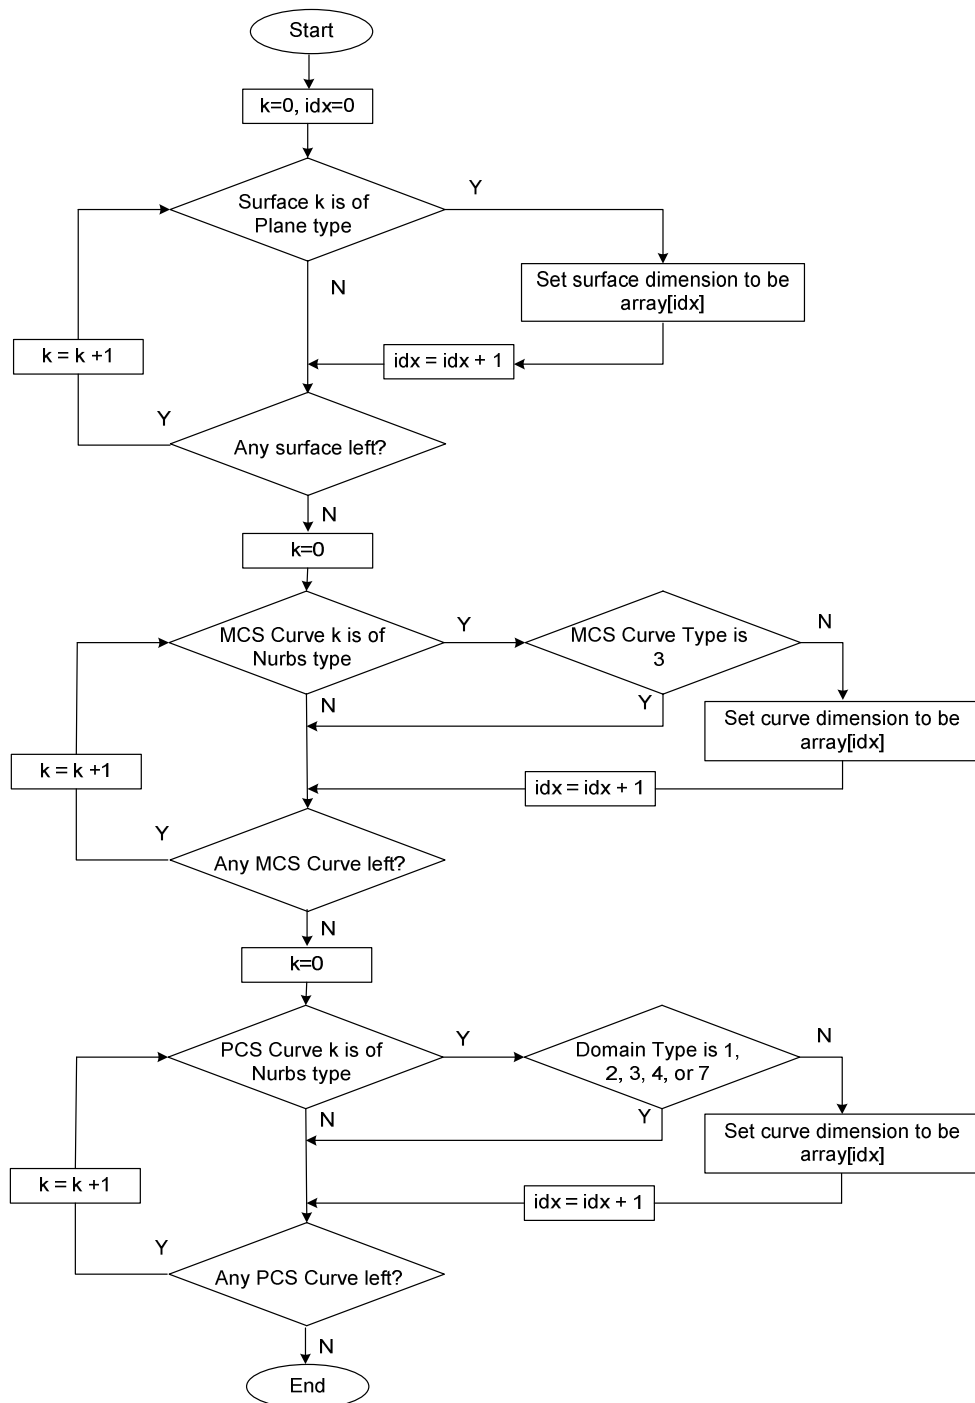 Start
k=0, idx=0
Surface k is of
Plane type
Y
N
Set surface dimension to be
array[idx]
idx = idx + 1
k = k +1
Y
Any surface left?
N
k=0
MCS Curve k is of
Nurbs type
Y
MCS Curve Type is
3
N
N
Y
Set curve dimension to be
array[idx]
k = k +1
idx = idx + 1
Y
Any MCS Curve left?
N
k=0
PCS Curve k is of
Nurbs type
Y
Domain Type is 1,
2, 3, 4, or 7
N
N
Y
Set curve dimension to be
array[idx]
k = k +1
idx = idx + 1
Y
Any PCS Curve left?
N
End